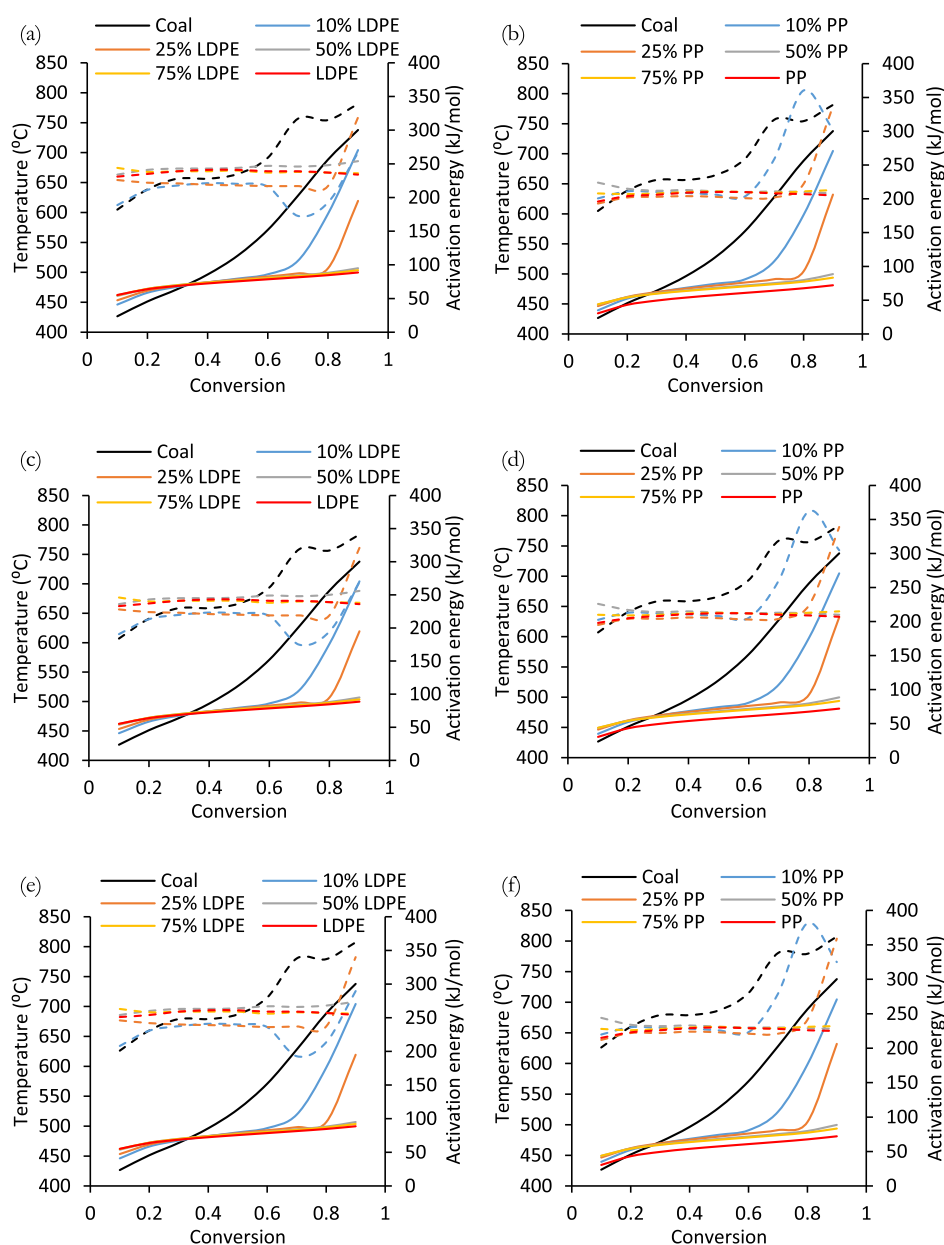 (a)
Coal 10% LDPE
25% LDPE 50% LDPE
75% LDPE LDPE
850 400
800 350
750 300
700 250
650 200
600 150
550 100
500 50
450 0
400
0 0.2 0.4 0.6 0.8 1
Temperature (⁰C)
Activation energy (kJ/mol)
Conversion
(b)
Coal 10% PP
25% PP 50% PP
75% PP PP
850 400
800 350
750 300
700 250
650 200
600 150
550 100
500 50
450 0
400
0 0.2 0.4 0.6 0.8 1
Temperature (⁰C)
Activation energy (kJ/mol)
Conversion
(c)
Coal 10% LDPE
25% LDPE 50% LDPE
75% LDPE LDPE
850 400
800 350
750 300
700 250
650 200
600 150
550 100
500 50
450 0
400
0 0.2 0.4 0.6 0.8 1
Temperature (⁰C)
Activation energy (kJ/mol)
Conversion
(d)
Coal 10% PP
25% PP 50% PP
75% PP PP
850 400
800 350
750 300
700 250
650 200
600 150
550 100
500 50
450 0
400
0 0.2 0.4 0.6 0.8 1
Temperature (⁰C)
Activation energy (kJ/mol)
Conversion
(e)
Coal 10% LDPE
25% LDPE 50% LDPE
75% LDPE LDPE
850 400
800 350
750 300
700 250
650 200
600 150
550 100
500 50
450 0
400
0 0.2 0.4 0.6 0.8 1
Temperature (⁰C)
Activation energy (kJ/mol)
Conversion
(f)
Coal 10% PP
25% PP 50% PP
75% PP PP
850 400
800 350
750 300
700 250
650 200
600 150
550 100
500 50
450 0
400
0 0.2 0.4 0.6 0.8 1
Temperature (⁰C)
Activation energy (kJ/mol)
Conversion